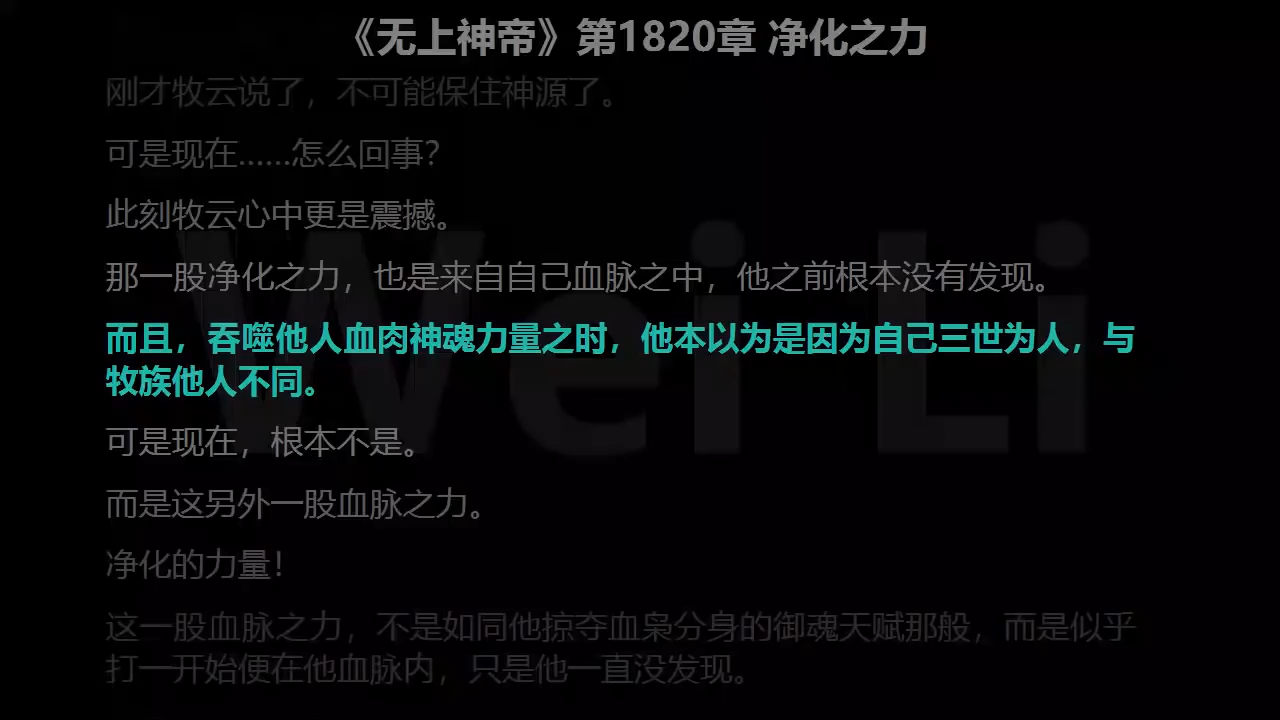 《无上神帝》第1820章 净化之力
刚才牧云说了，不可能保住神源了。
可是现在……怎么回事？
此刻牧云心中更是震撼。
那一股净化之力，也是来自自己血脉之中，他之前根本没有发现。
而且，吞噬他人血肉神魂力量之时，他本以为是因为自己三世为人，与
牧族他人不同。
可是现在，根本不是。
而是这另外一股血脉之力。
净化的力量！
这一股血脉之力，不是如同他掠夺血枭分身的御魂天赋那般，而是似乎
打一开始便在他血脉内，只是他一直没发现。
Wei Li